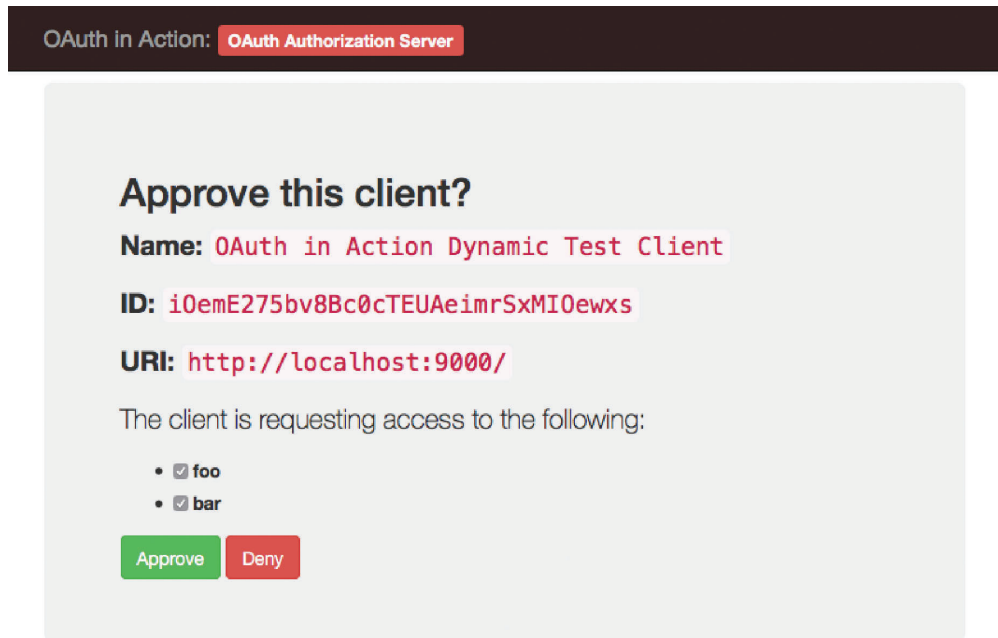 OAuth in Action: OAuth Authorization Server
Approve this client?
Name: OAuth in Action Dynamic Test Client
ID: iOemE275bv8Bc0cTEUAeimrSxMIOewxs
URI: http://localhost:9000/
The client is requesting access to the following:
• foo
• bar
Approve Deny